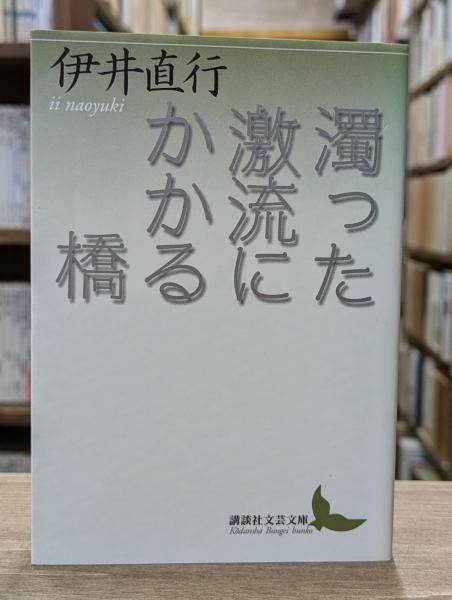 伊井直行
ii naoyuki
濁った
激流に
かかる
橋
講談社文芸文庫
Kōdansha Bungei bunko